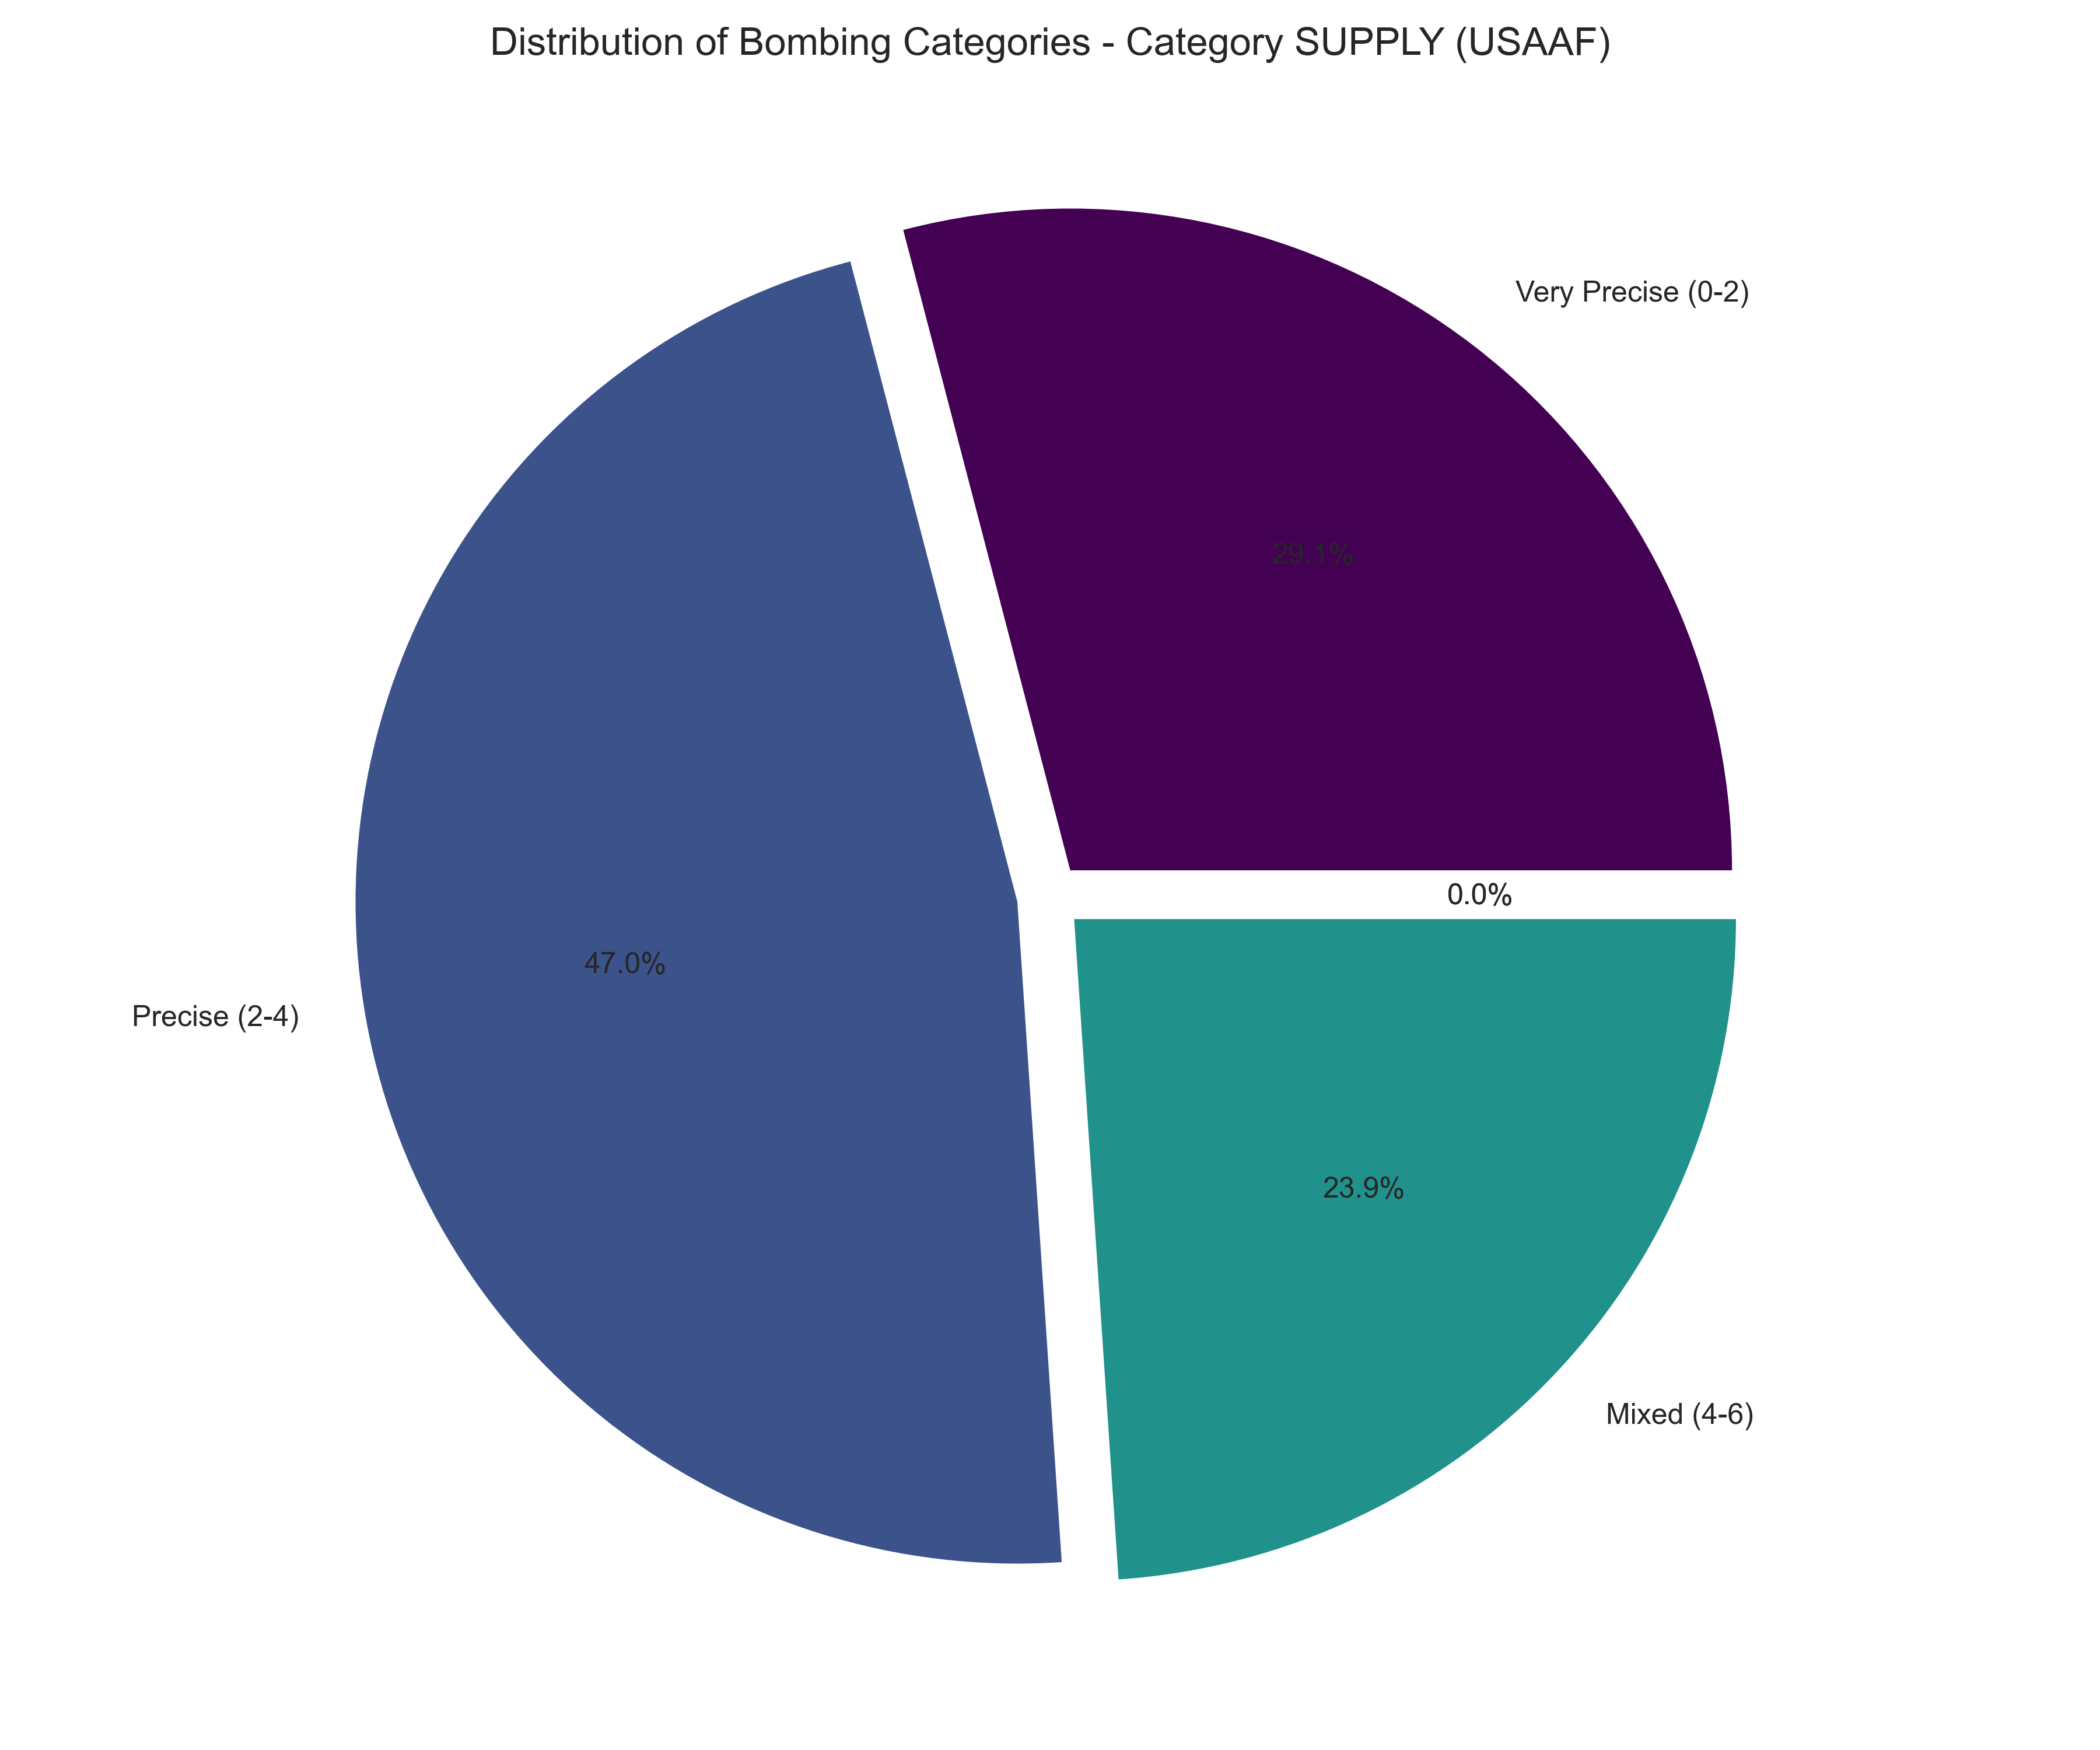 Distribution of Bombing Categories - Category SUPPLY (USAAF)
Very Precise (0-2)
29.1%
0.0%
47.0%
Precise (2-4)
23.9%
Mixed (4-6)